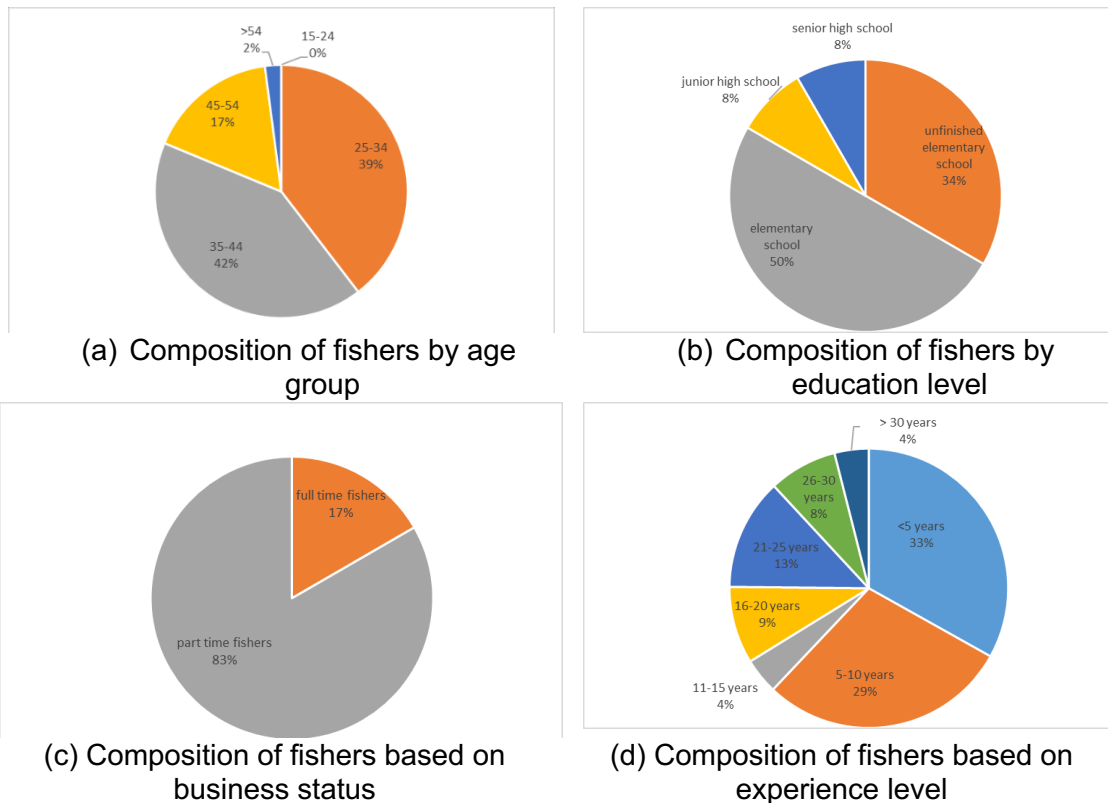 >54
2%
15-24
0%
45-54
17%
25-34
39%
35-44
42%
(a) Composition of fishers by age
group
senior high school
8%
junior high school
8%
unfinished
elementary
school
34%
elementary
school
50%
(b) Composition of fishers by
education level
full time fishers
17%
part time fishers
83%
(c) Composition of fishers based on
business status
> 30 years
4%
26-30
years
8%
<5 years
33%
21-25 years
13%
16-20 years
9%
11-15 years
4%
5-10 years
29%
(d) Composition of fishers based on
experience level